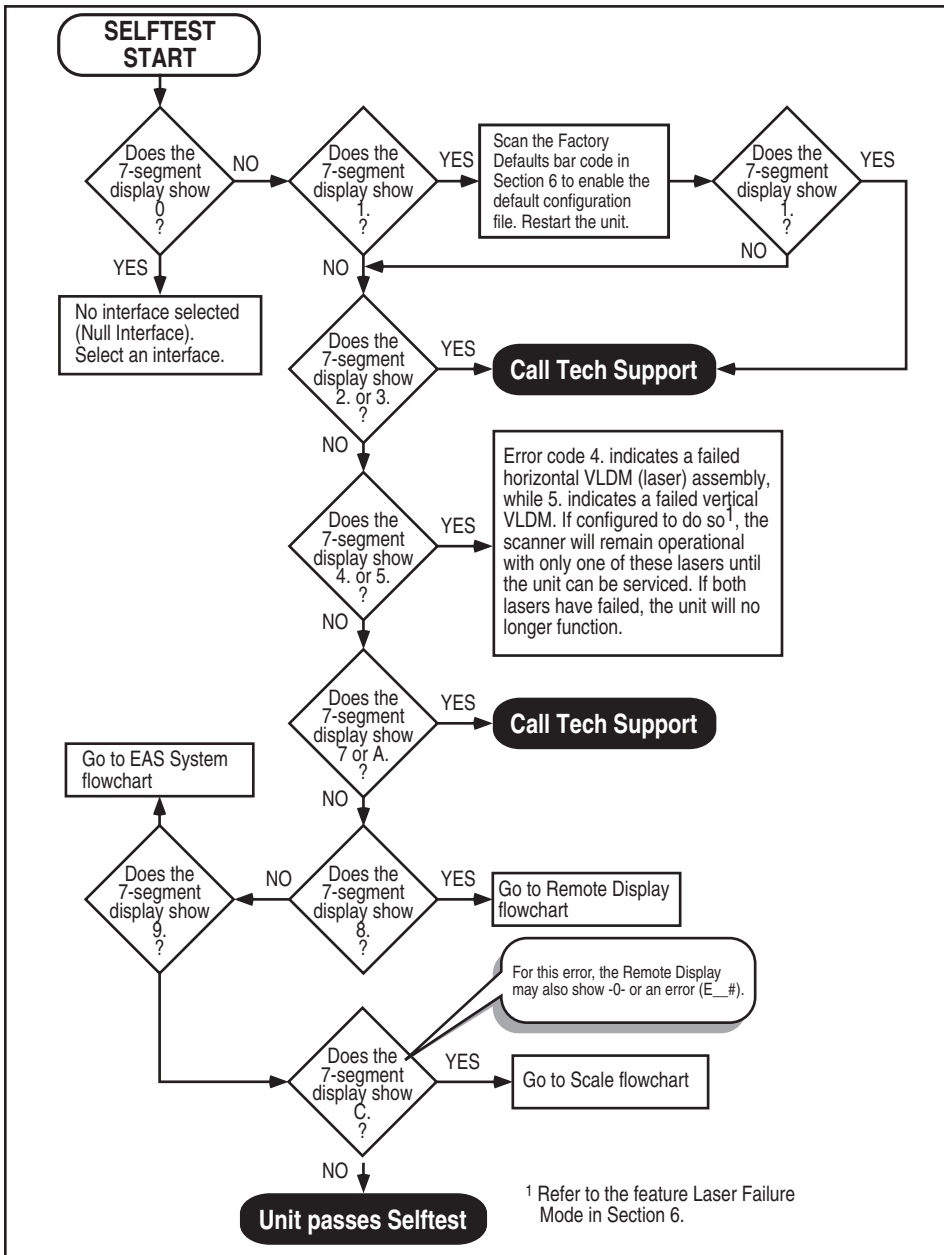 SELFTEST
START
Does the
7-segment
display show
0
?
NO
YES
No interface selected
(Null Interface).
Select an interface.
Does the
7-segment
display show
1.
?
YES
NO
Scan the Factory
Defaults bar code in
Section 6 to enable the
default configuration
file. Restart the unit.
Does the
7-segment
display show
1.
?
YES
NO
Does the
7-segment
display show
2. or 3.
?
YES
Call Tech Support
NO
Does the
7-segment
display show
4. or 5.
?
YES
Error code 4. indicates a failed
horizontal VLDM (laser) assembly,
while 5. indicates a failed vertical
VLDM. If configured to do so1, the
scanner will remain operational
with only one of these lasers until
the unit can be serviced. If both
lasers have failed, the unit will no
longer function.
NO
Does the
7-segment
display show
7 or A.
?
YES
Call Tech Support
NO
Does the
7-segment
display show
8.
?
YES
Go to Remote Display
flowchart
NO
Does the
7-segment
display show
9.
?
Go to EAS System
flowchart
For this error, the Remote Display
may also show -0- or an error (E__#).
Does the
7-segment
display show
C.
?
YES
Go to Scale flowchart
NO
Unit passes Selftest
1 Refer to the feature Laser Failure
Mode in Section 6.